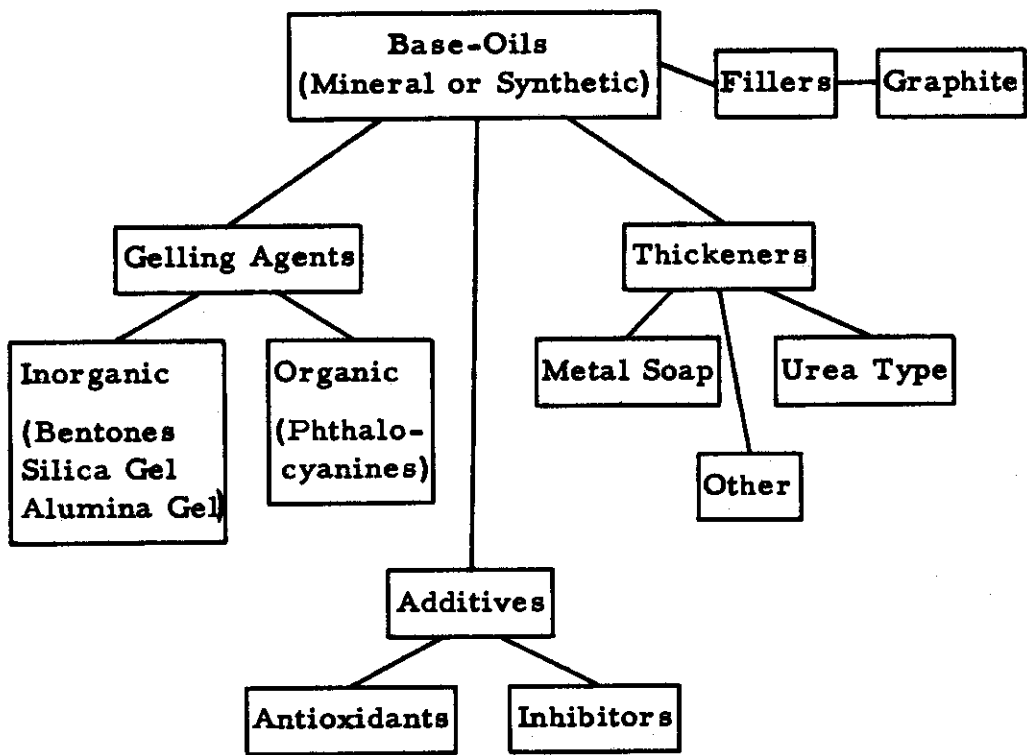 Base-Oils
(Mineral or Synthetic)
Fillers
Graphite
Gelling Agents
Thickeners
Inorganic
(Bentones
Silica Gel
Alumina Gel)
Organic
(Phthalo-
cyanines)
Metal Soap
Urea Type
Other
Additives
Antioxidants
Inhibitors